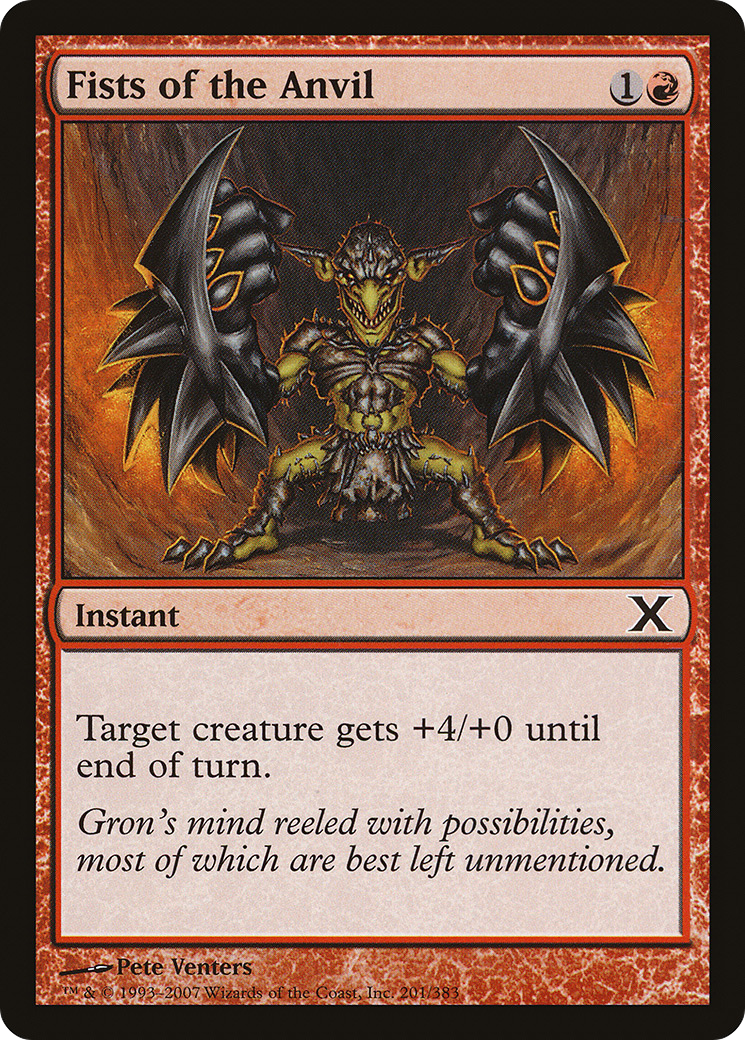 Fists of the Anvil 1
Instant X
Target creature gets +4/+0 until
end of turn.
Gron's mind reeled with possibilities,
most of which are best left unmentioned.
Pete Venters
™ & © 1993–2007 Wizards of the Coast, Inc. 201/383